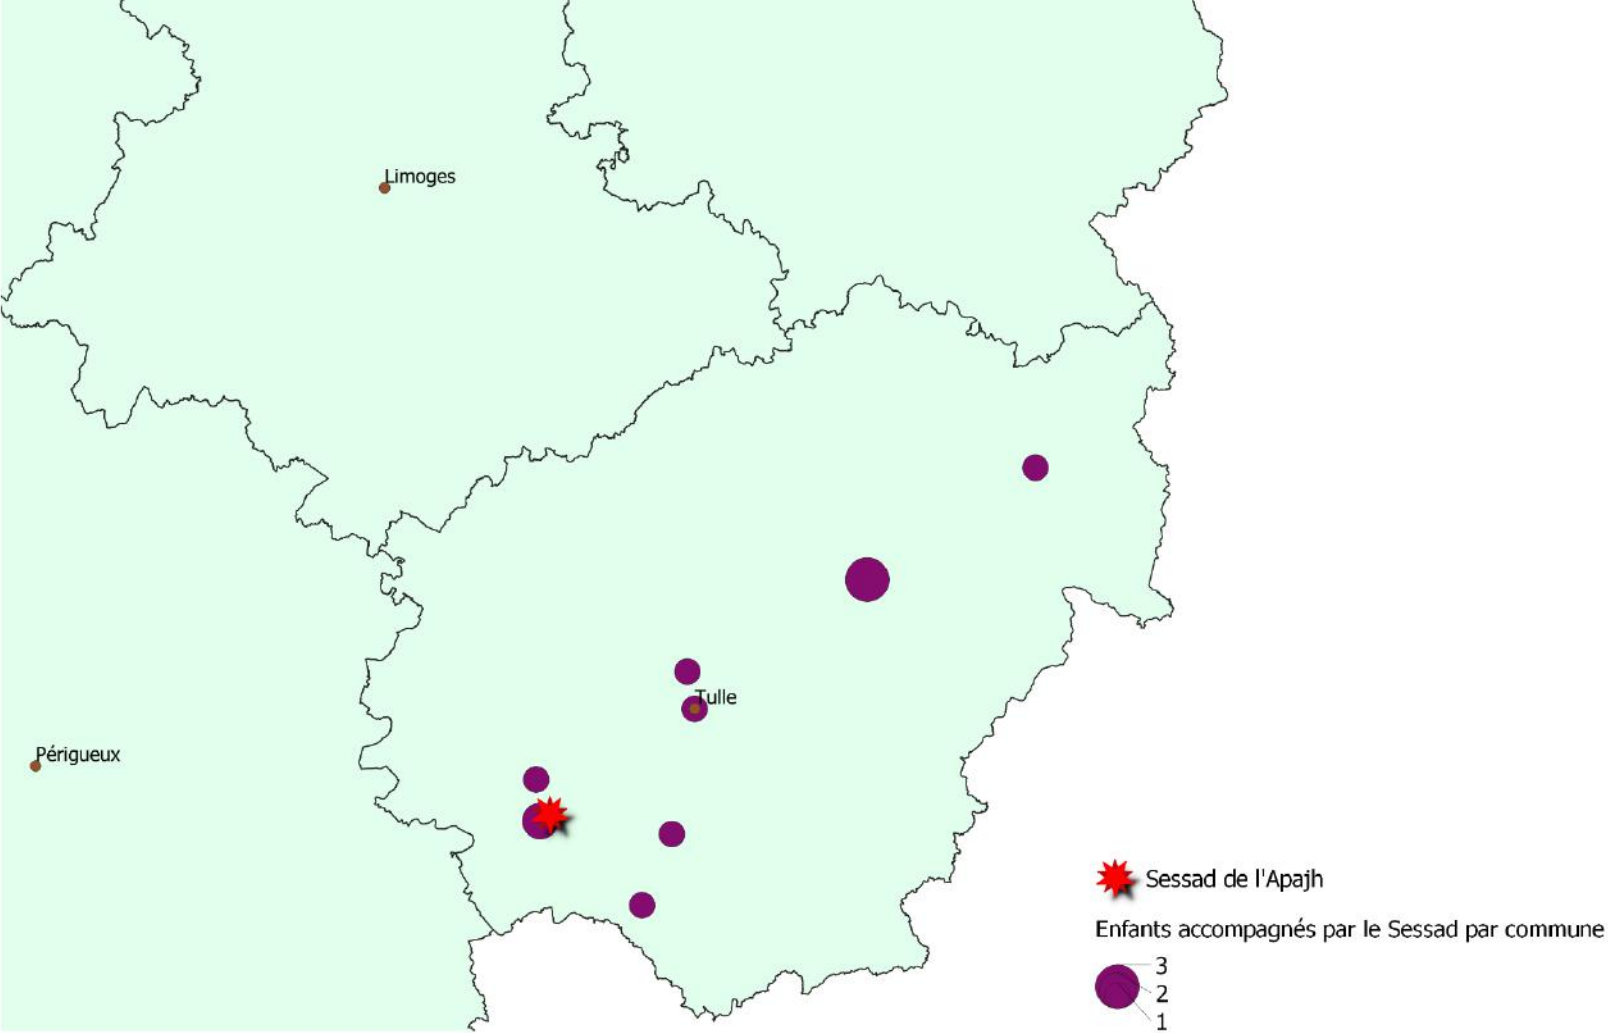 Limoges
Tulle
Périgueux
Sessad de l'Apajh
Enfants accompagnés par le Sessad par commune
3
2
1